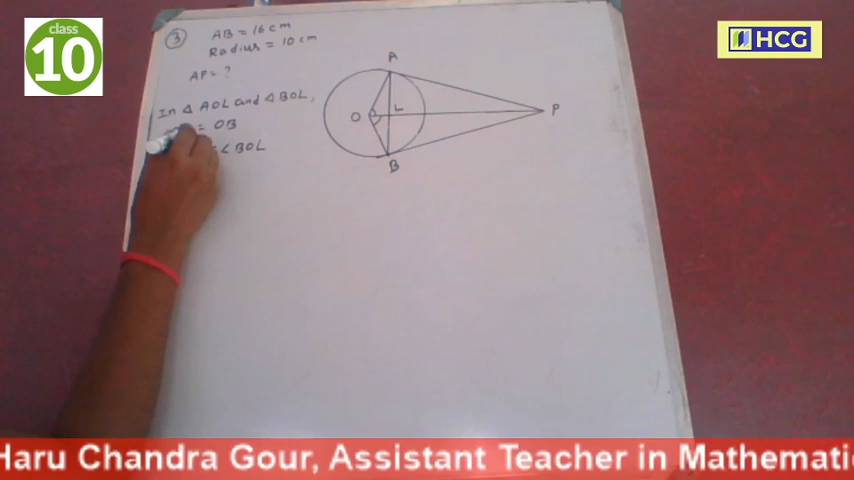 class
10
HCG
3
AB = 16 cm
Radius = 10 cm
AP = ?
In △ AOL and △ BOL,
= OB
= ∠ BOL
A
O
L
P
B
Haru Chandra Gour, Assistant Teacher in